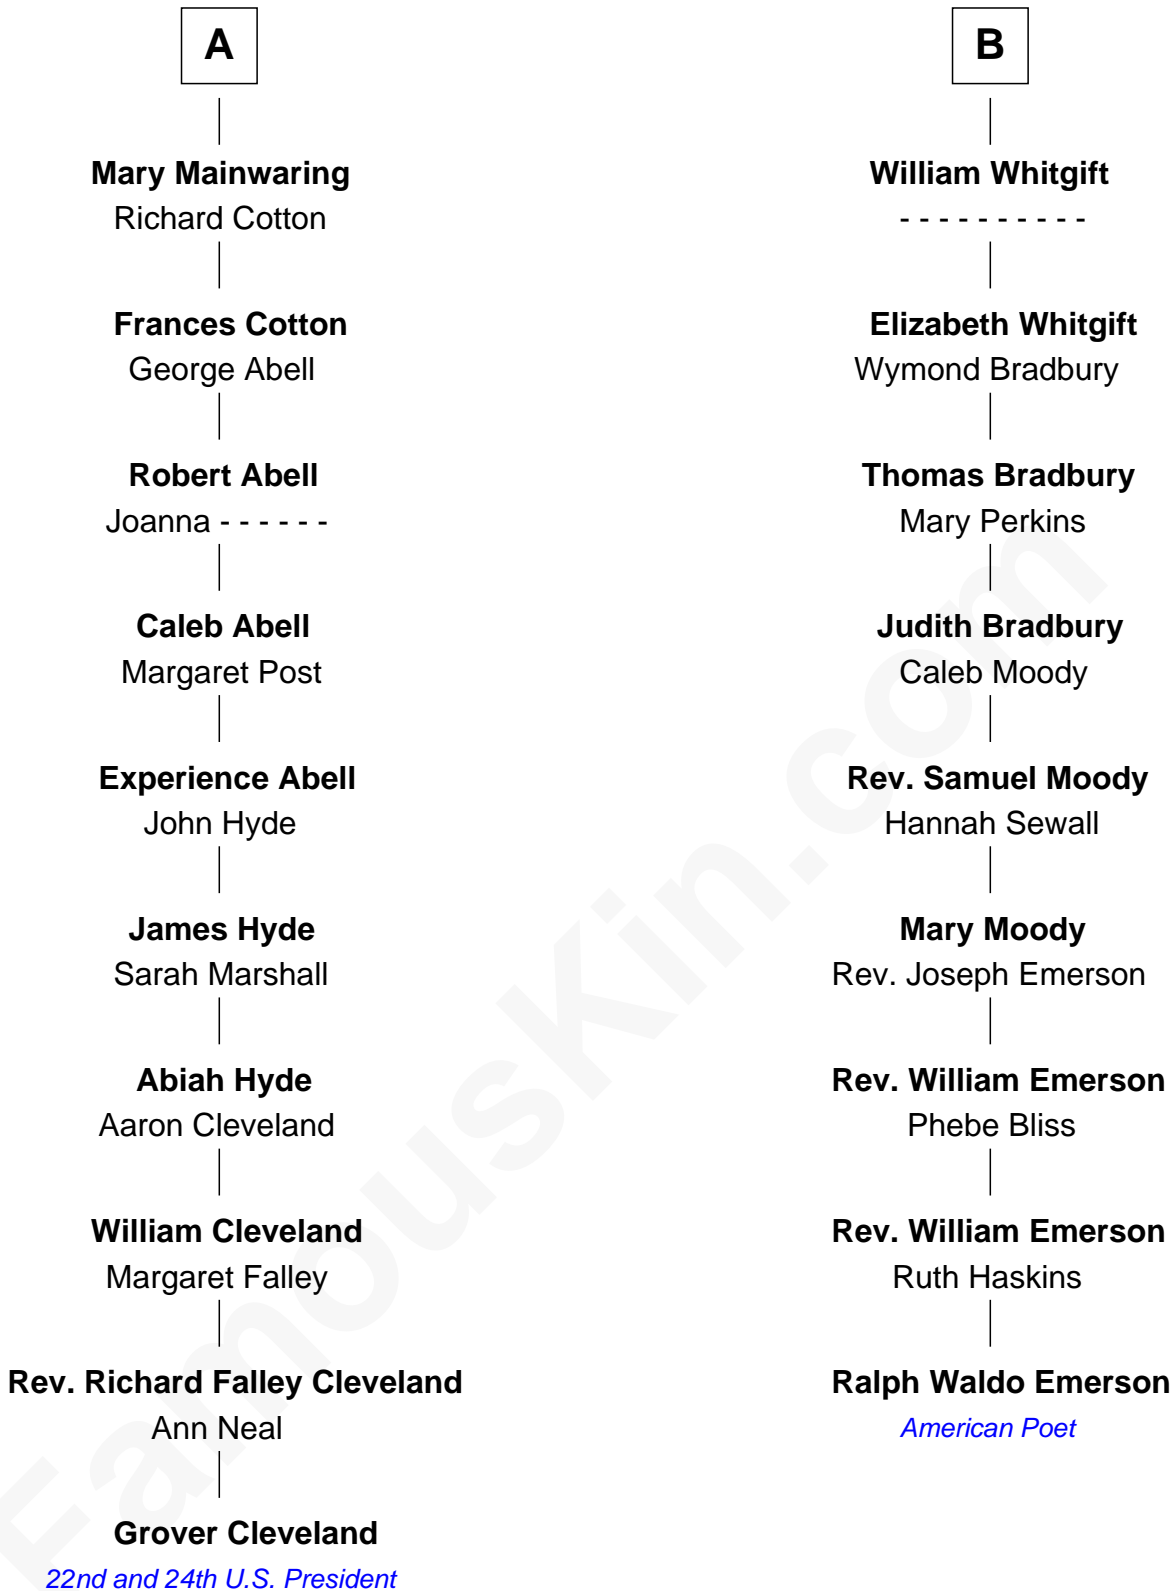 A
Mary Mainwaring
Richard Cotton
Frances Cotton
George Abell
Robert Abell
Joanna - - - - - -
Caleb Abell
Margaret Post
Experience Abell
John Hyde
James Hyde
Sarah Marshall
Abiah Hyde
Aaron Cleveland
William Cleveland
Margaret Falley
Rev. Richard Falley Cleveland
Ann Neal
Grover Cleveland
22nd and 24th U.S. President
B
William Whitgift
- - - - - - - - - -
Elizabeth Whitgift
Wymond Bradbury
Thomas Bradbury
Mary Perkins
Judith Bradbury
Caleb Moody
Rev. Samuel Moody
Hannah Sewall
Mary Moody
Rev. Joseph Emerson
Rev. William Emerson
Phebe Bliss
Rev. William Emerson
Ruth Haskins
Ralph Waldo Emerson
American Poet
FamousKin.com